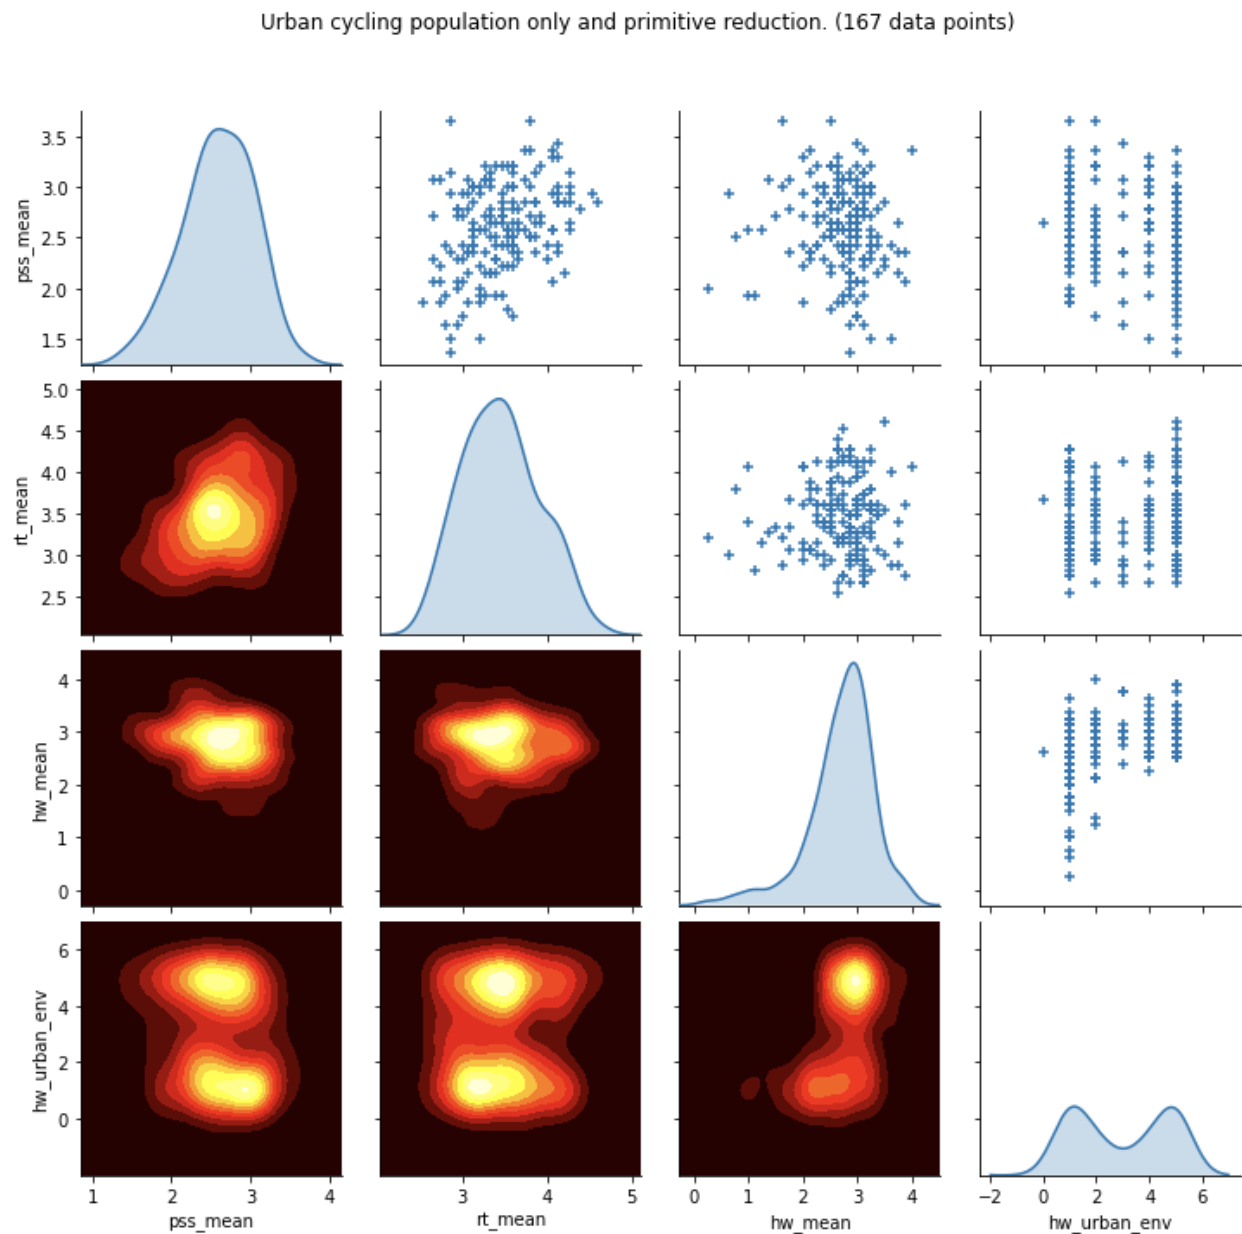 Urban cycling population only and primitive reduction. (167 data points)
3.5
3.0
2.5
2.0
1.5
pss_mean
5.0
4.5
4.0
3.5
3.0
2.5
rt_mean
4
3
2
1
0
hw_mean
6
4
2
0
hw_urban_env
1 2 3 4 3 4 5 0 1 2 3 4 −2 0 2 4 6
pss_mean rt_mean hw_mean hw_urban_env